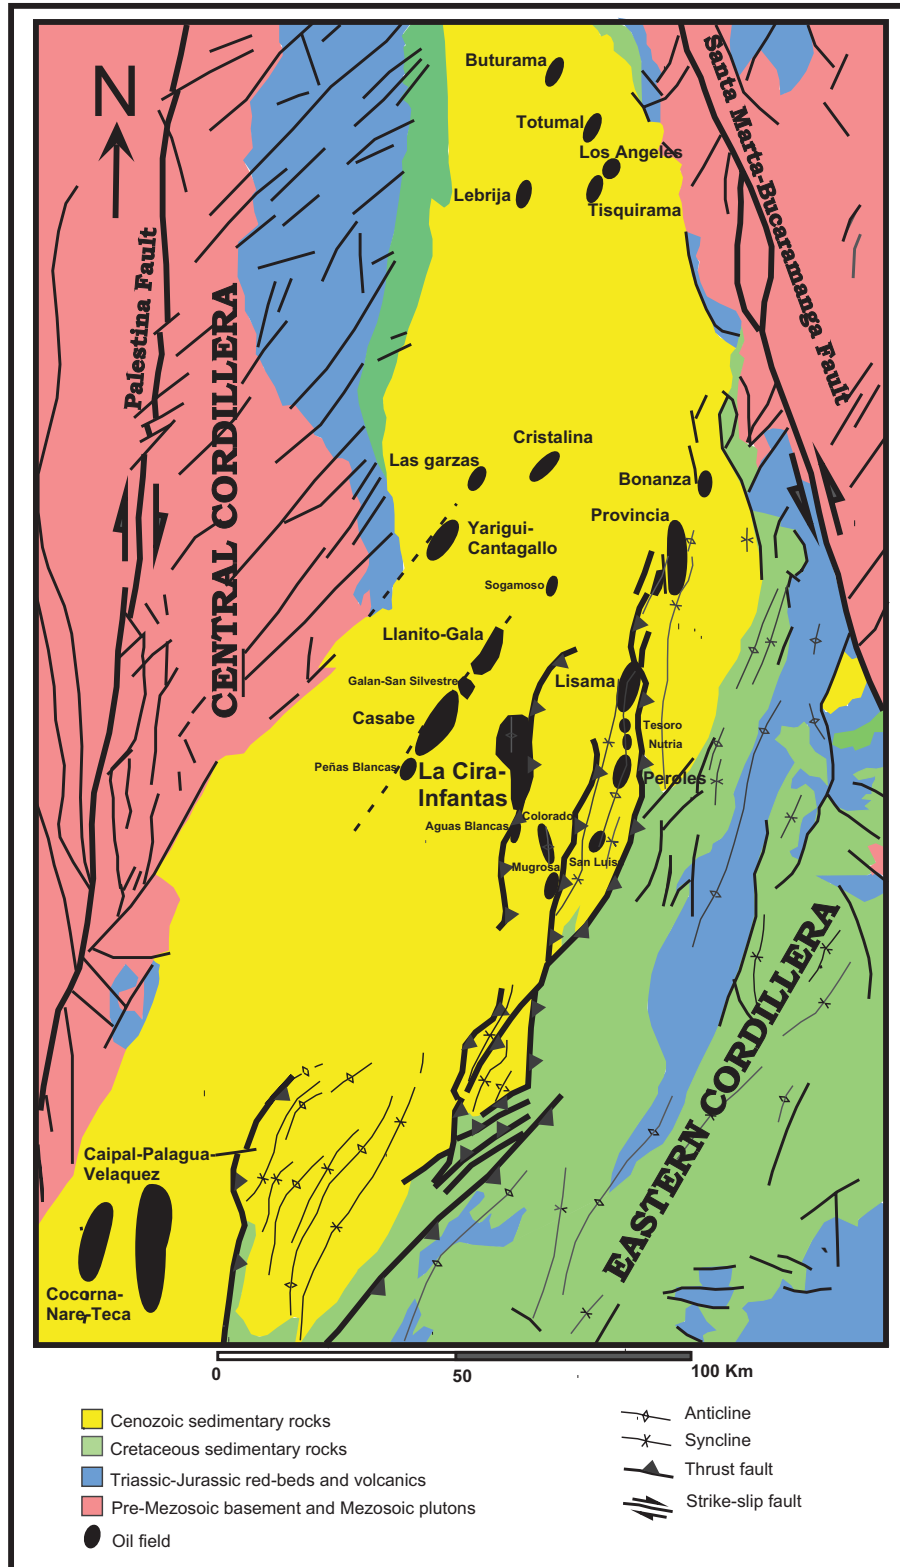 Buturama
N
Totumal
Los Angeles
Lebrija
Tisquirama
Santa Marta-Bucaramanga Fault
Palestina Fault
CENTRAL CORDILLERA
Cristalina
Las garzas
Bonanza
Provincia
Yarigui-
Cantagallo
Sogamoso
Llanito-Gala
Galan-San Silvestre
Lisama
Casabe
Tesoro
Nutria
Peñas Blancas
La Cira-
Infantas
Peroles
Colorado
Aguas Blancas
Mugrosa
San Luis
EASTERN CORDILLERA
Caipal-Palagua-
Velaquez
Cocorna-
Nare-Teca
0
50
100 Km
Cenozoic sedimentary rocks
Cretaceous sedimentary rocks
Triassic-Jurassic red-beds and volcanics
Pre-Mezosoic basement and Mezosoic plutons
Oil field
Anticline
Syncline
Thrust fault
Strike-slip fault